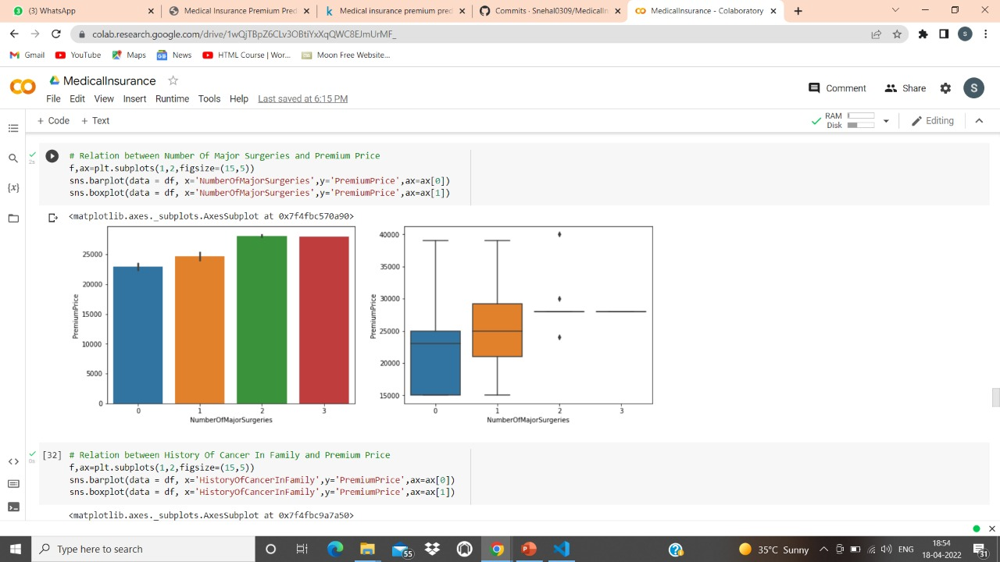 (3) WhatsApp
Medical Insurance Premium Pred
Medical insurance premium pred
Commits · Snehal0309/MedicalIn
MedicalInsurance - Colaboratory
colab.research.google.com/drive/1wQjTBpZ6CLv3OBtiYxXqQWC8EJmUrMF_
Gmail
YouTube
Maps
News
HTML Course | Wor...
Moon Free Website...
MedicalInsurance
File Edit View Insert Runtime Tools Help Last saved at 6:15 PM
Comment
Share
S
+ Code + Text
RAM
Disk
Editing
2s
# Relation between Number Of Major Surgeries and Premium Price
f,ax=plt.subplots(1,2,figsize=(15,5))
sns.barplot(data = df, x='NumberOfMajorSurgeries',y='PremiumPrice',ax=ax[0])
sns.boxplot(data = df, x='NumberOfMajorSurgeries',y='PremiumPrice',ax=ax[1])
<matplotlib.axes._subplots.AxesSubplot at 0x7f4fbc570a90>
25000
20000
15000
10000
5000
0
PremiumPrice
0 1 2 3
NumberOfMajorSurgeries
40000
35000
30000
25000
20000
15000
PremiumPrice
0 1 2 3
NumberOfMajorSurgeries
0s
[32] # Relation between History Of Cancer In Family and Premium Price
f,ax=plt.subplots(1,2,figsize=(15,5))
sns.barplot(data = df, x='HistoryOfCancerInFamily',y='PremiumPrice',ax=ax[0])
sns.boxplot(data = df, x='HistoryOfCancerInFamily',y='PremiumPrice',ax=ax[1])
<matplotlib.axes._subplots.AxesSubplot at 0x7f4fbc9a7a50>
Type here to search
55
35°C Sunny
ENG
18:54
18-04-2022
31